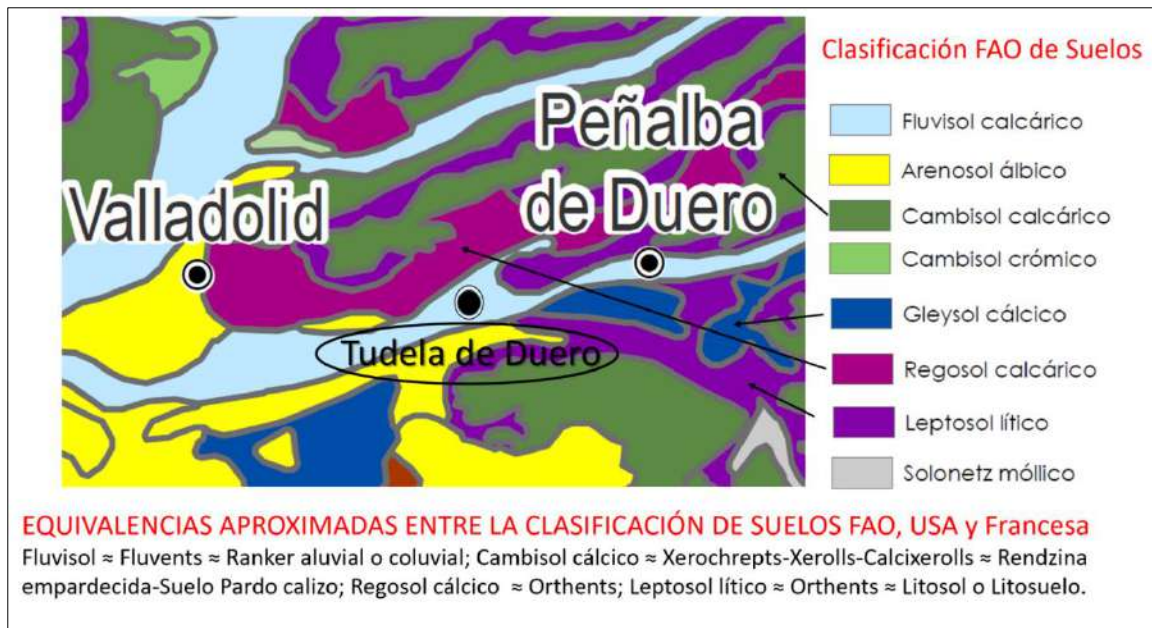 Clasificación FAO de Suelos
Peñalba
de Duero
Valladolid
Tudela de Duero
Fluvisol calcárico
Arenosol álbico
Cambisol calcárico
Cambisol crómico
Gleysol cálcico
Regosol calcárico
Leptosol lítico
Solonetz móllico
EQUIVALENCIAS APROXIMADAS ENTRE LA CLASIFICACIÓN DE SUELOS FAO, USA y Francesa
Fluvisol ≈ Fluvents ≈ Ranker aluvial o coluvial; Cambisol cálcico ≈ Xerochrepts-Xerolls-Calcixerolls ≈ Rendzina
empardecida-Suelo Pardo calizo; Regosol cálcico ≈ Orthents; Leptosol lítico ≈ Orthents ≈ Litosol o Litosuelo.